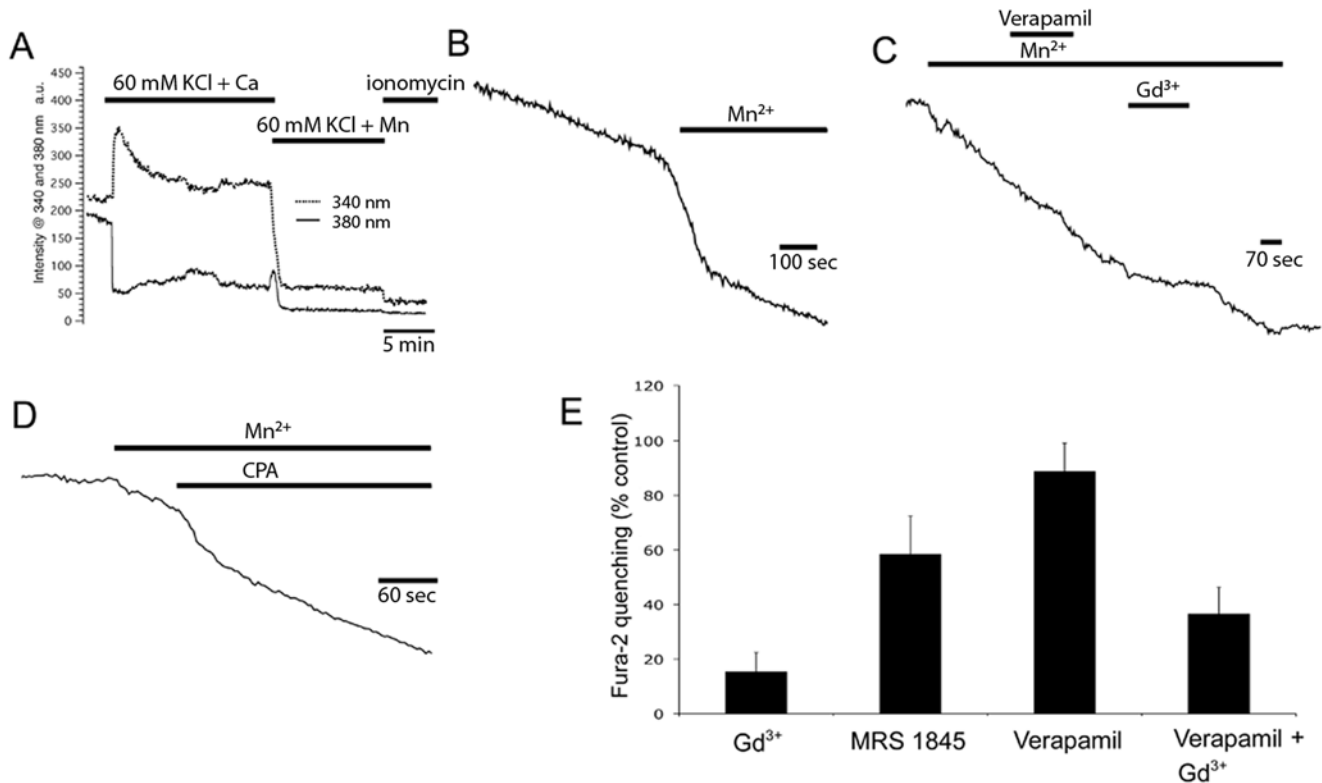 A
Intensity @ 340 and 380 nm a.u.
450
400
350
300
250
200
150
100
50
0
60 mM KCl + Ca
ionomycin
60 mM KCl + Mn
340 nm
380 nm
5 min
B
Mn²⁺
100 sec
C
Verapamil
Mn²⁺
Gd³⁺
70 sec
D
Mn²⁺
CPA
60 sec
E
Fura-2 quenching (% control)
120
100
80
60
40
20
0
Gd³⁺
MRS 1845
Verapamil
Verapamil +
Gd³⁺